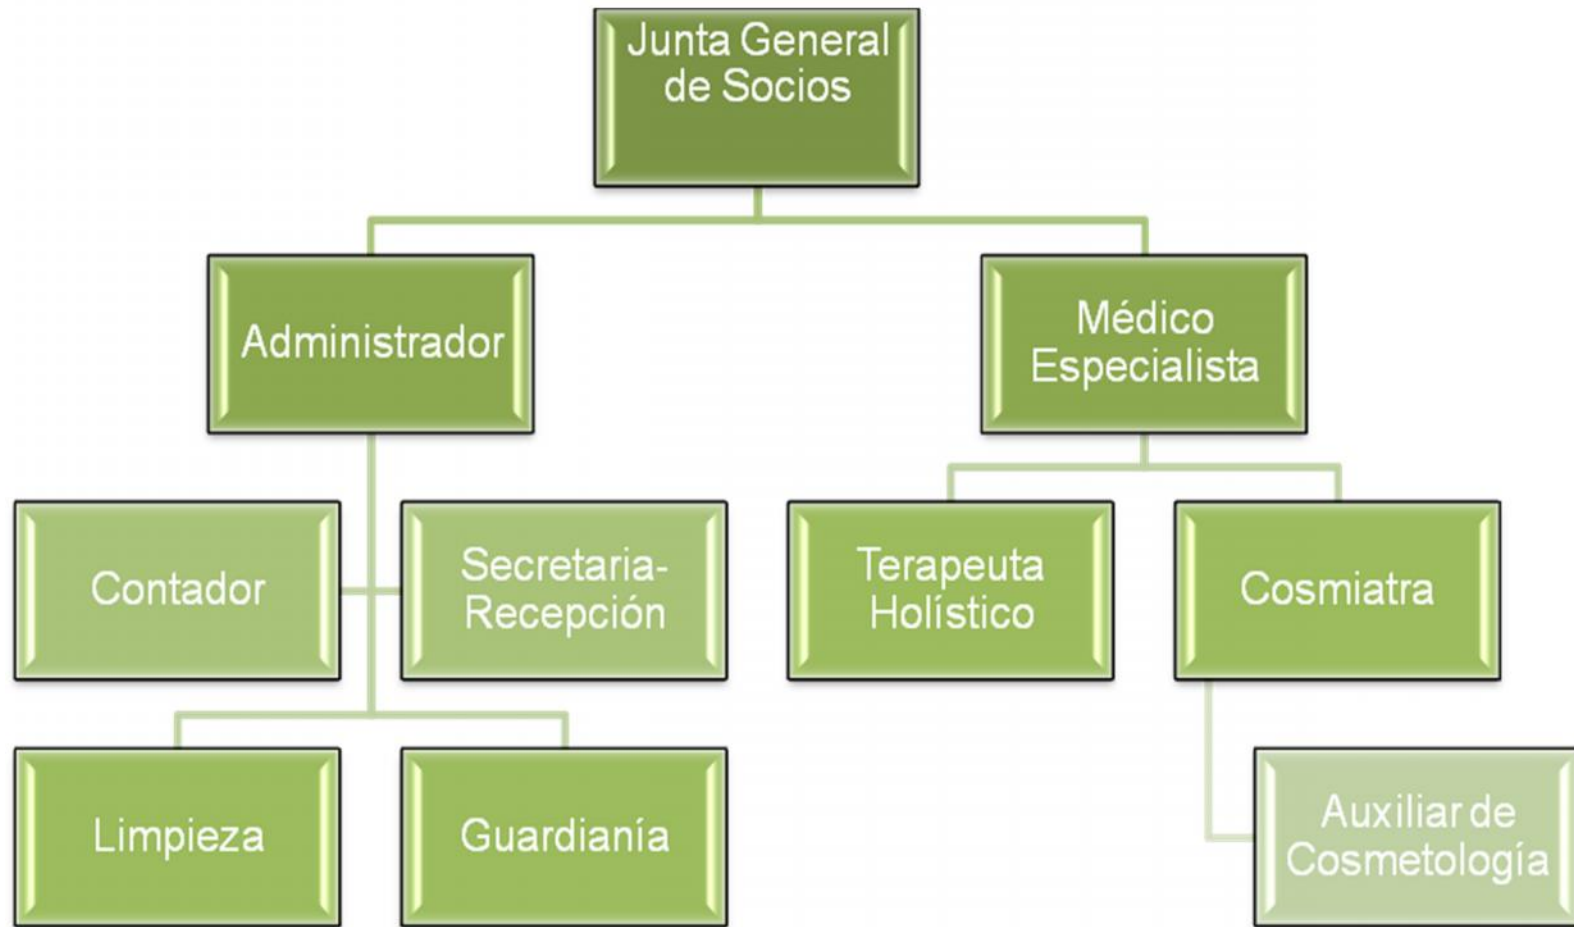 Junta General
de Socios
Administrador
Médico
Especialista
Contador
Secretaria-
Recepción
Terapeuta
Holístico
Cosmiatra
Limpieza
Guardianía
Auxiliar de
Cosmetología